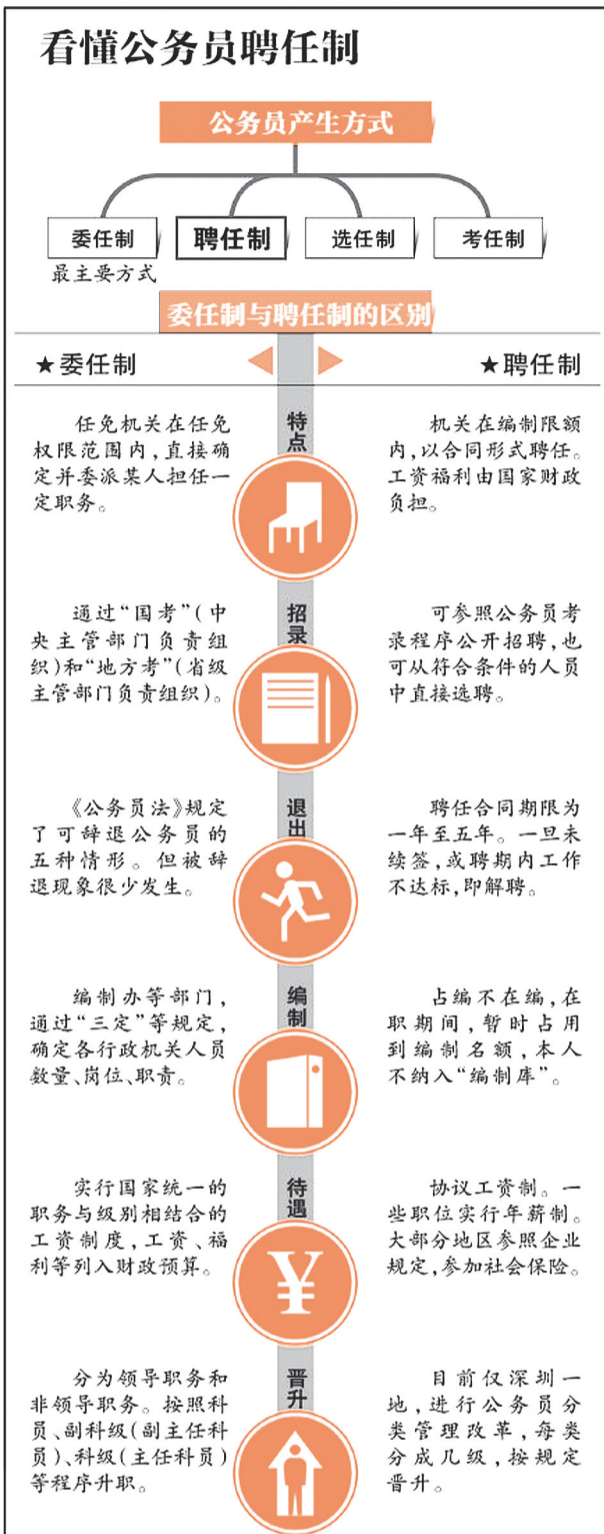 看懂公务员聘任制
公务员产生方式
委任制 聘任制 选任制 考任制
最主要方式
委任制与聘任制的区别
★委任制
★聘任制
特点
任免机关在任免
权限范围内,直接确
定并委派某人担任一
定职务。
机关在编制限额
内,以合同形式聘任。
工资福利由国家财政
负担。
招录
通过“国考”(中
央主管部门负责组
织)和“地方考”(省级
主管部门负责组织)。
可参照公务员考
录程序公开招聘,也
可从符合条件的人员
中直接选聘。
退出
《公务员法》规定
了可辞退公务员的
五种情形。但被辞
退现象很少发生。
聘任合同期限为
一年至五年。一旦未
续签,或聘期内工作
不达标,即解聘。
编制
编制办等部门,
通过“三定”等规定,
确定各行政机关人员
数量、岗位、职责。
占编不在编,在
职期间,暂时占用
到编制名额,本人
不纳入“编制库”。
待遇
实行国家统一的
职务与级别相结合的
工资制度,工资、福
利等列入财政预算。
协议工资制。一
些职位实行年薪制。
大部分地区参照企业
规定,参加社会保险。
¥
晋升
分为领导职务和
非领导职务。按照科
员、副科级(副主任科
员)、科级(主任科员)
等程序升职。
目前仅深圳一
地,进行公务员分
类管理改革,每类
分成几级,按规定
晋升。